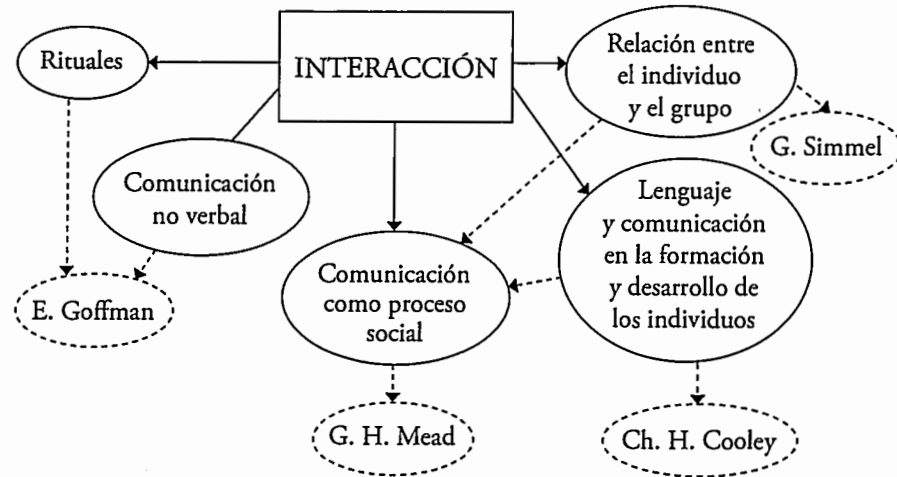 Rituales
INTERACCIÓN
Relación entre
el individuo
y el grupo
G. Simmel
Comunicación
no verbal
Lenguaje
y comunicación
en la formación
y desarrollo de
los individuos
Comunicación
como proceso
social
E. Goffman
G. H. Mead
Ch. H. Cooley